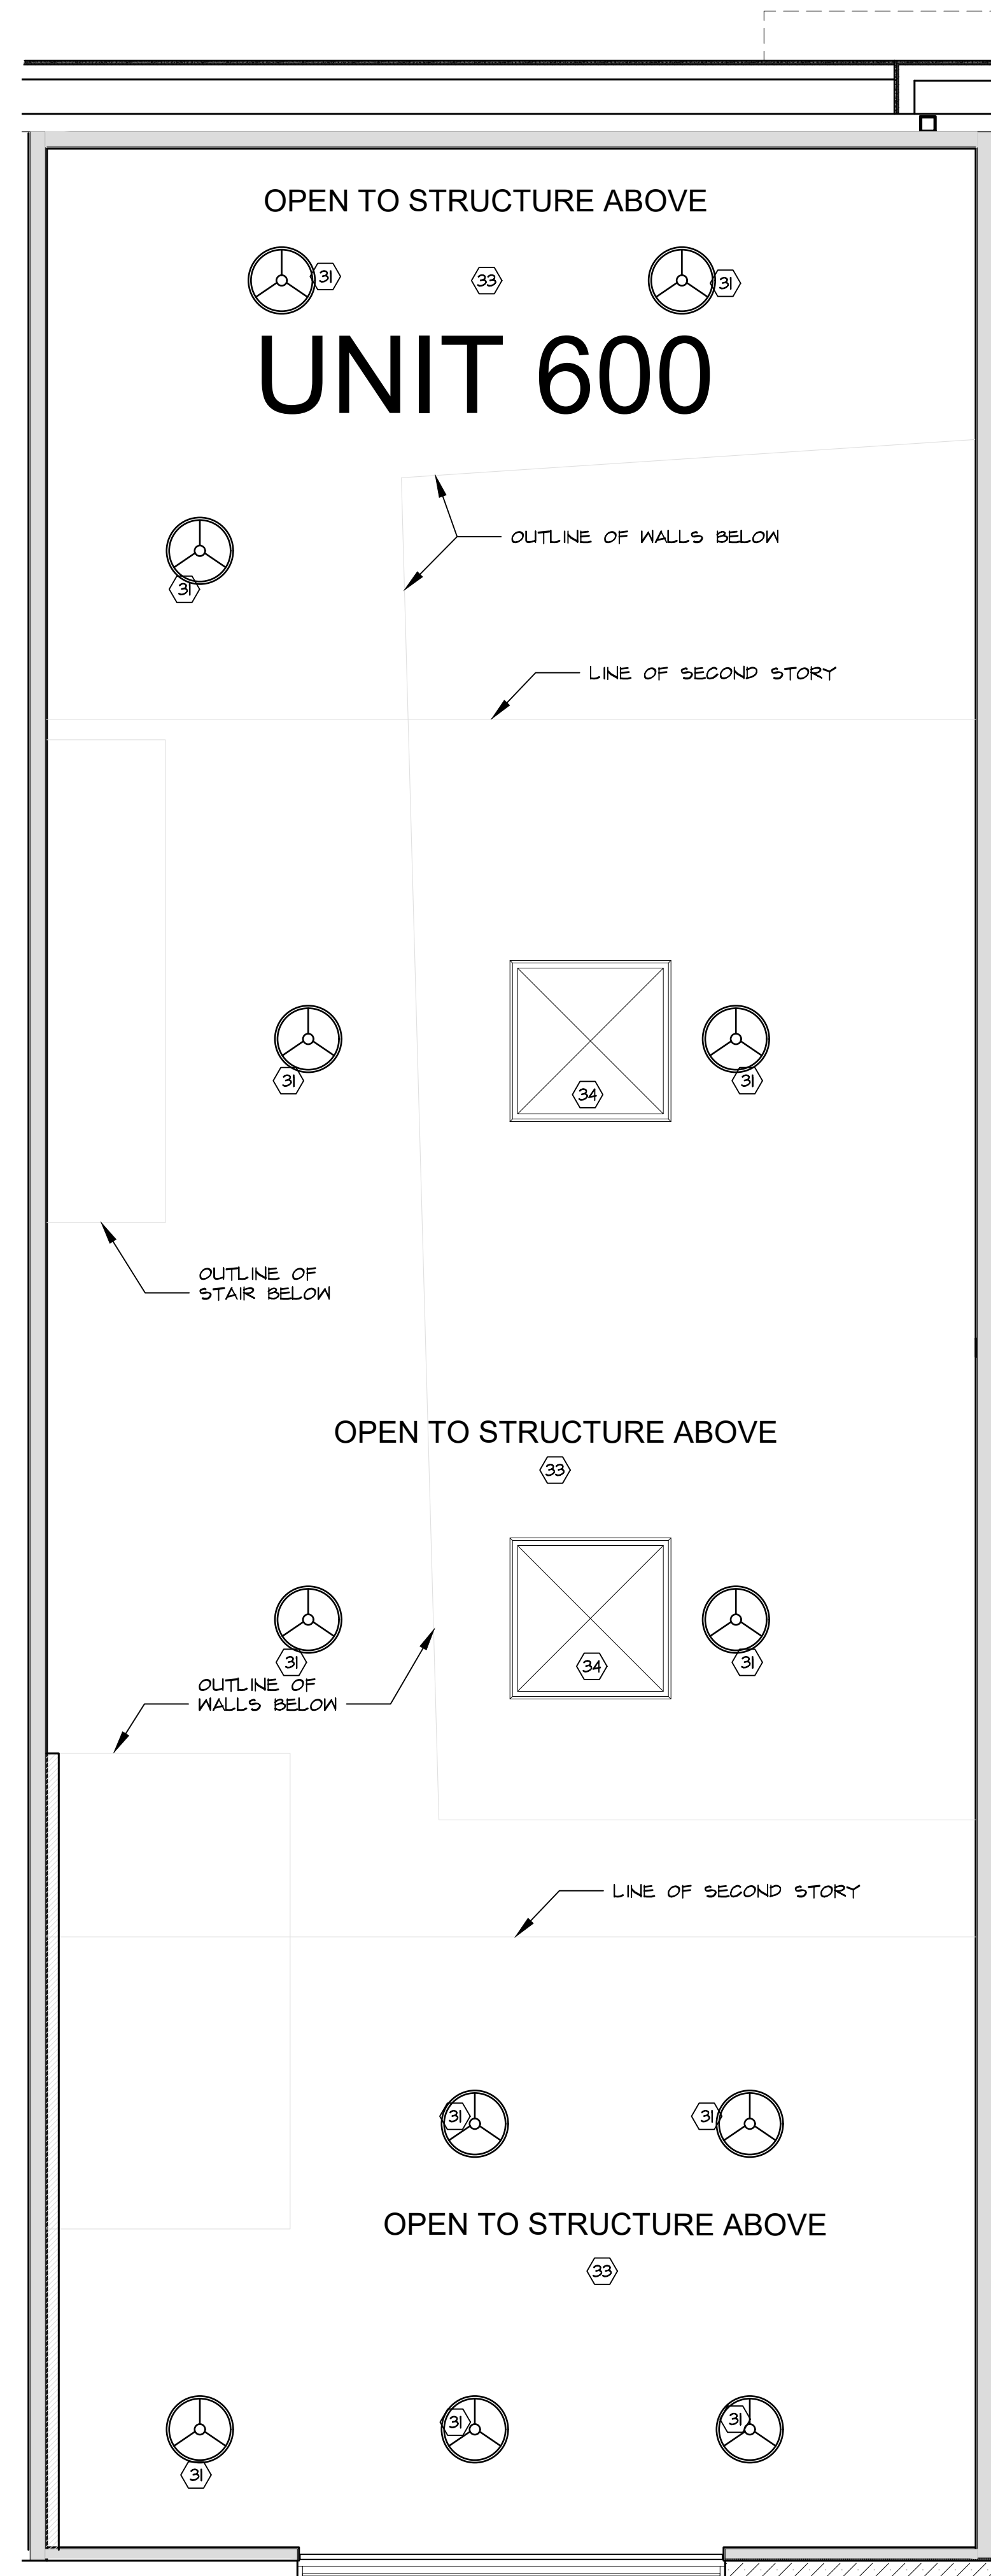 OPEN TO STRUCTURE ABOVE
31
33
31
UNIT 600
OUTLINE OF WALLS BELOW
31
LINE OF SECOND STORY
31
34
31
OUTLINE OF
STAIR BELOW
OPEN TO STRUCTURE ABOVE
33
31
34
31
OUTLINE OF
WALLS BELOW
LINE OF SECOND STORY
31
31
OPEN TO STRUCTURE ABOVE
33
31
31
31